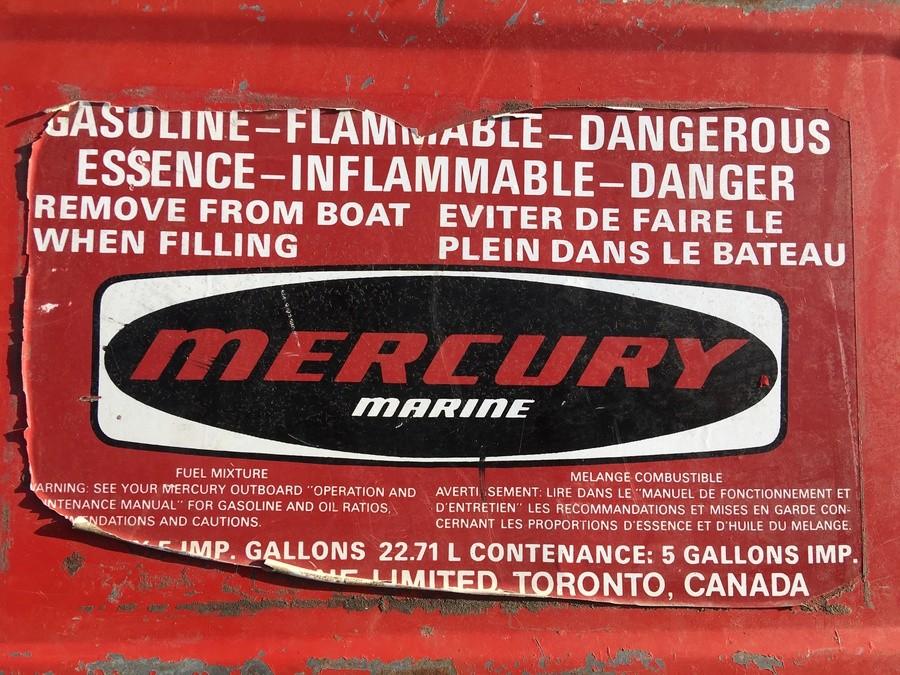 GASOLINE–FLAMMABLE–DANGEROUS
ESSENCE–INFLAMMABLE–DANGER
REMOVE FROM BOAT
WHEN FILLING
EVITER DE FAIRE LE
PLEIN DANS LE BATEAU
MERCURY
MARINE
FUEL MIXTURE
WARNING: SEE YOUR MERCURY OUTBOARD "OPERATION AND
MAINTENANCE MANUAL" FOR GASOLINE AND OIL RATIOS,
AND CAUTIONS.
MELANGE COMBUSTIBLE
AVERTISSEMENT: LIRE DANS LE "MANUEL DE FONCTIONNEMENT ET
D'ENTRETIEN" LES RECOMMANDATIONS ET MISES EN GARDE CON-
CERNANT LES PROPORTIONS D'ESSENCE ET D'HUILE DU MELANGE.
5 IMP. GALLONS 22.71 L CONTENANCE: 5 GALLONS IMP.
LIMITED TORONTO, CANADA